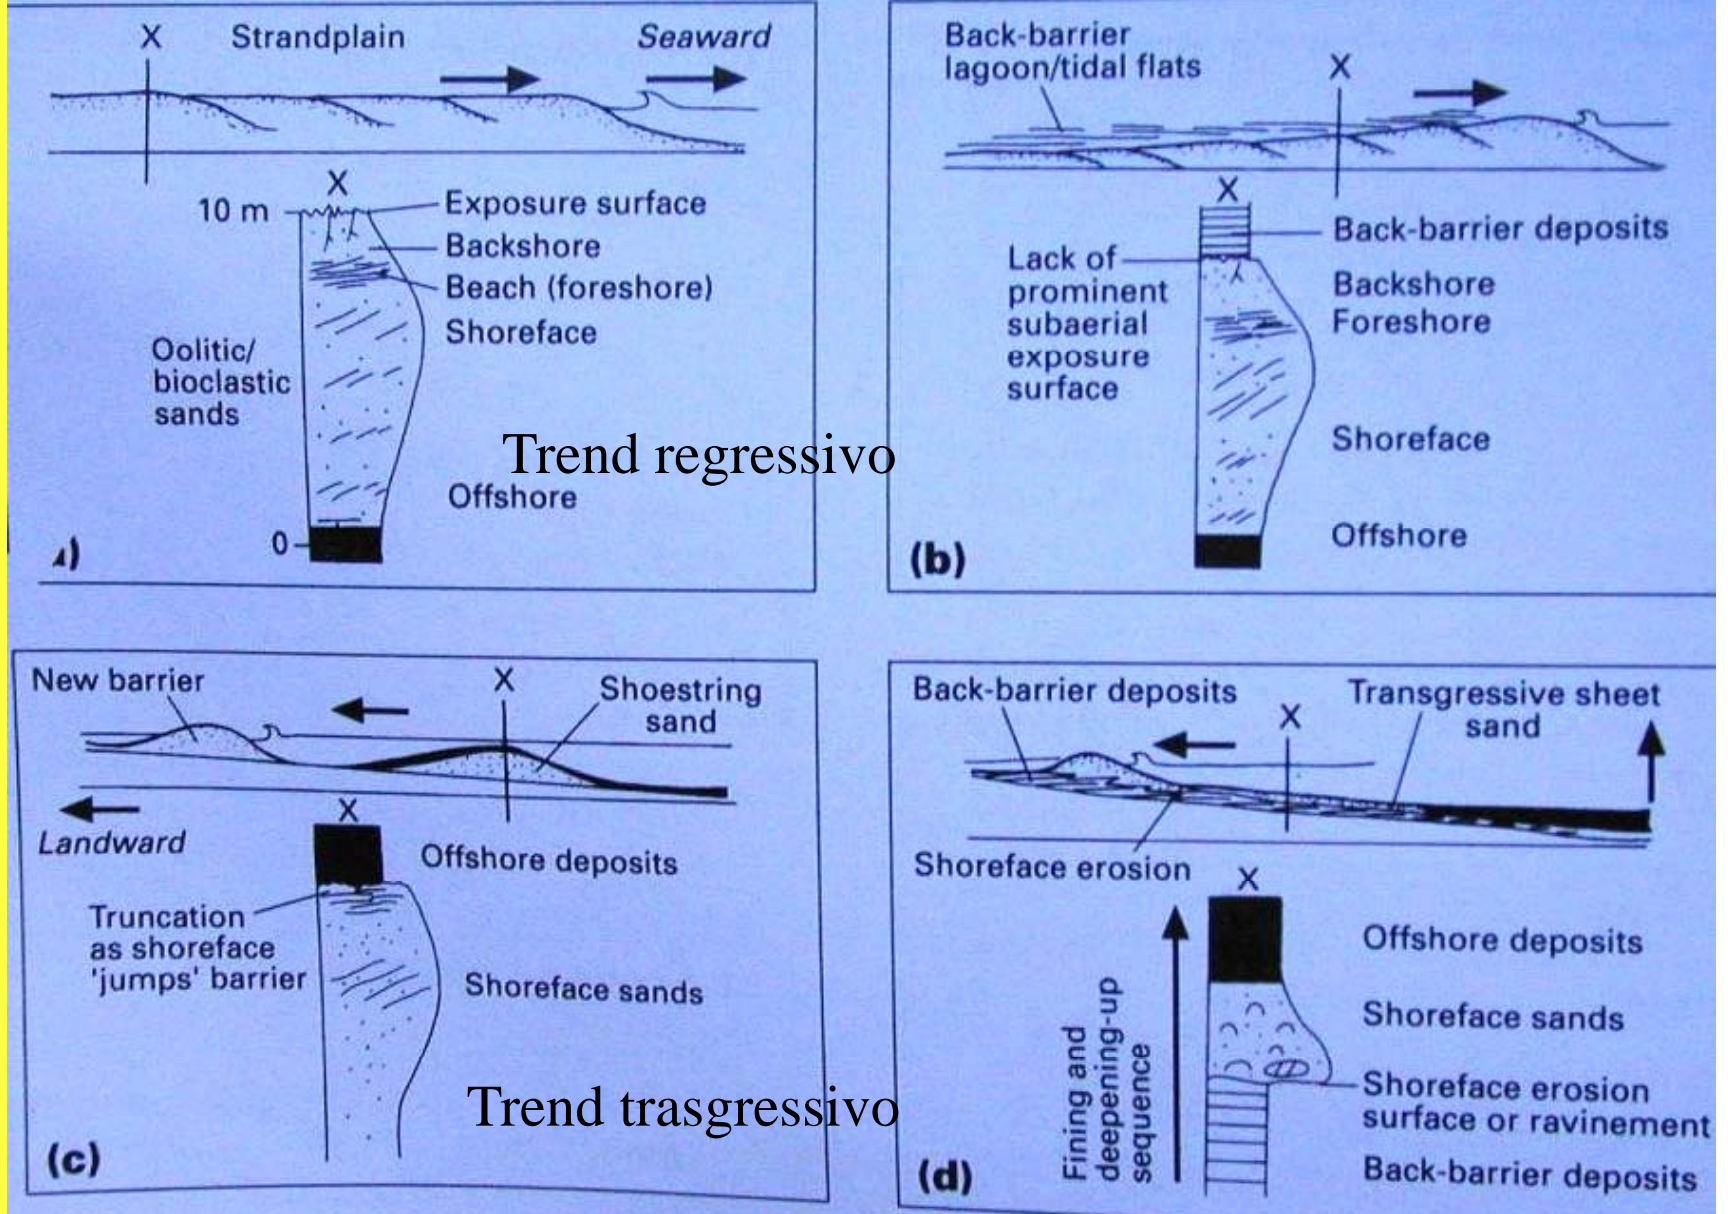 X
Strandplain
Seaward
X
10 m
Exposure surface
Backshore
Beach (foreshore)
Shoreface
Oolitic/
bioclastic
sands
Offshore
0
Trend regressivo
Back-barrier
lagoon/tidal flats
X
X
Back-barrier deposits
Lack of
prominent
subaerial
exposure
surface
Backshore
Foreshore
Shoreface
Offshore
(b)
New barrier
X
Shoestring
sand
Landward
X
Offshore deposits
Truncation
as shoreface
'jumps' barrier
Shoreface sands
Trend trasgressivo
(c)
Back-barrier deposits
X
Transgressive sheet
sand
Shoreface erosion
X
Fining and
deepening-up
sequence
Offshore deposits
Shoreface sands
Shoreface erosion
surface or ravinement
Back-barrier deposits
(d)